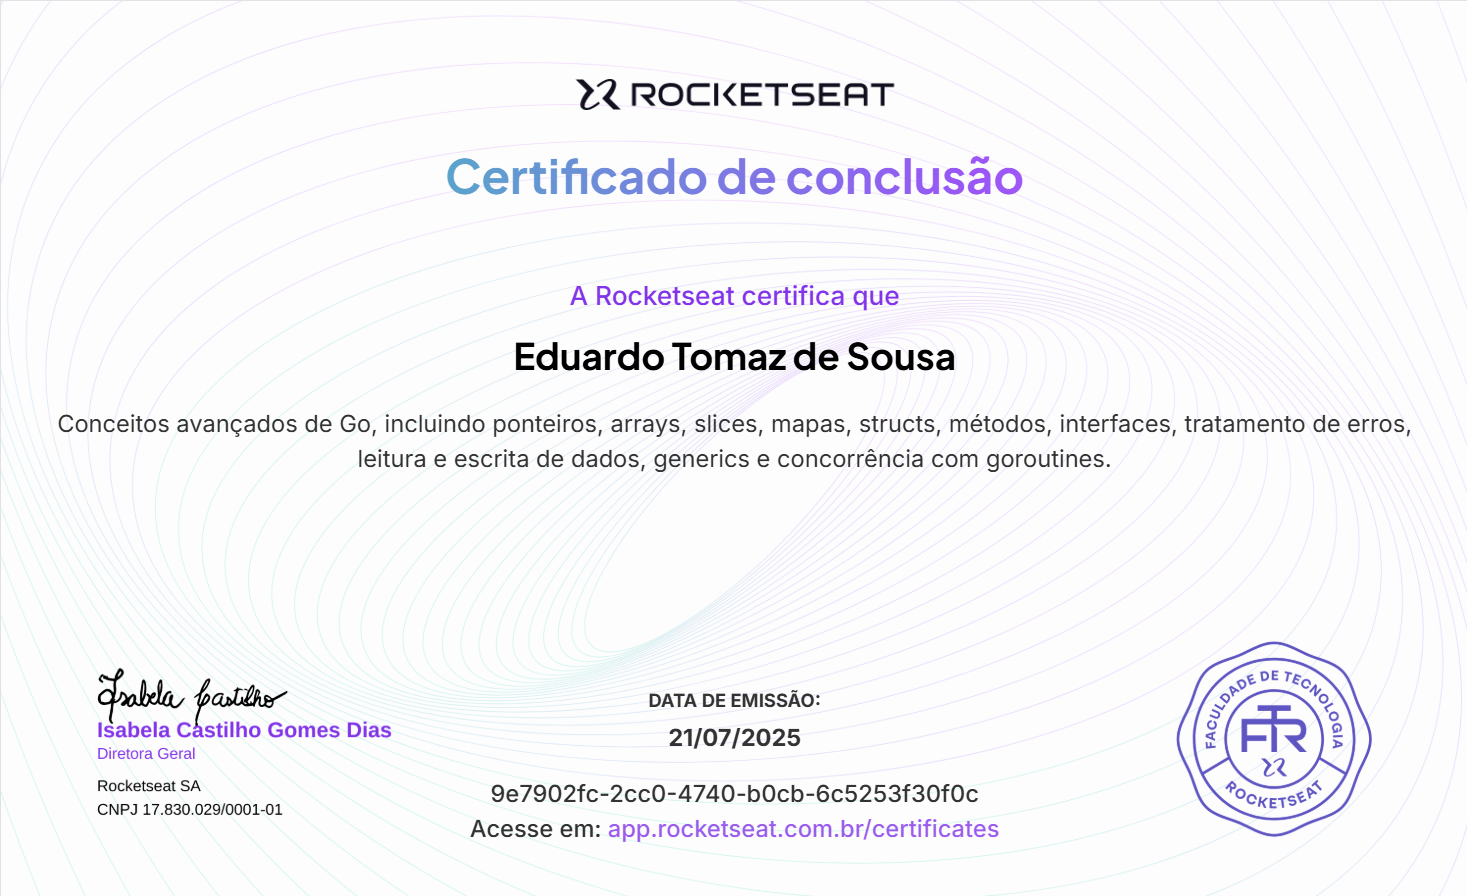 ROCKETSEAT
Certificado de conclusão
A Rocketseat certifica que
Eduardo Tomaz de Sousa
Conceitos avançados de Go, incluindo ponteiros, arrays, slices, mapas, structs, métodos, interfaces, tratamento de erros,
leitura e escrita de dados, generics e concorrência com goroutines.
Isabela Castilho
Isabela Castilho Gomes Dias
Diretora Geral
Rocketseat SA
CNPJ 17.830.029/0001-01
DATA DE EMISSÃO:
21/07/2025
9e7902fc-2cc0-4740-b0cb-6c5253f30f0c
Acesse em: app.rocketseat.com.br/certificates
FACULDADE DE TECNOLOGIA
FTR
ROCKETSEAT